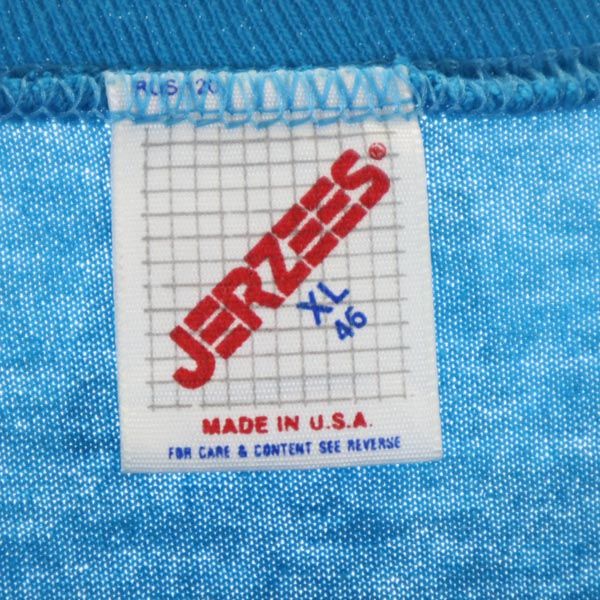 JERZEES®
XL
46
MADE IN U.S.A.
FOR CARE & CONTENT SEE REVERSE